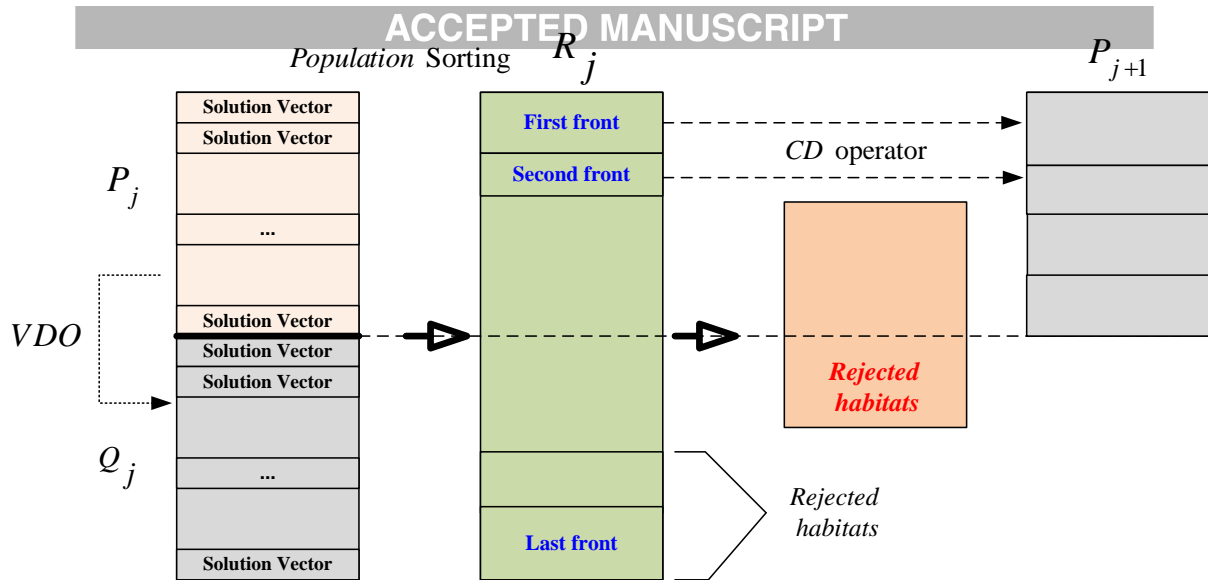 ACCEPTED MANUSCRIPT
Population Sorting
R j
P j+1
Solution Vector
Solution Vector
P j
...
Solution Vector
VDO
Solution Vector
Solution Vector
Q j
...
Solution Vector
First front
Second front
Last front
CD operator
Rejected
habitats
Rejected
habitats